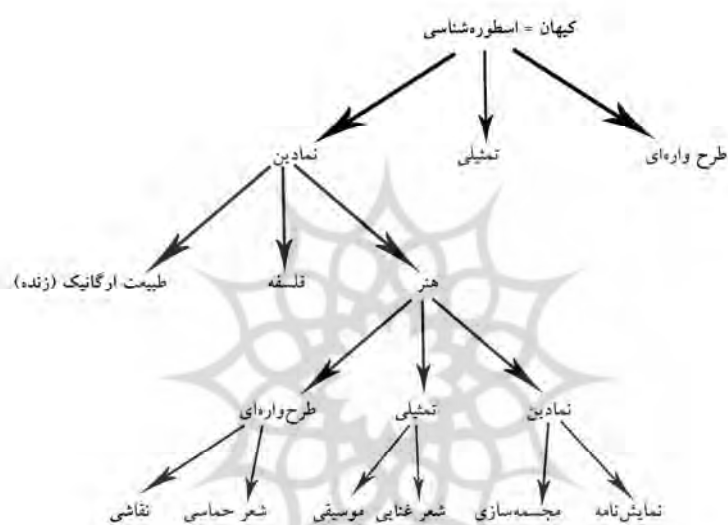 کیهان = اسطوره‌شناسی
طرح واره‌ای تمثیلی نمادین
هنر فلسفه طبیعت ارگانیک (زنده)
نمادین تمثیلی طرح‌واره‌ای
نمایش‌نامه مجسمه‌سازی شعر غنایی موسیقی شعر حماسی نقاشی